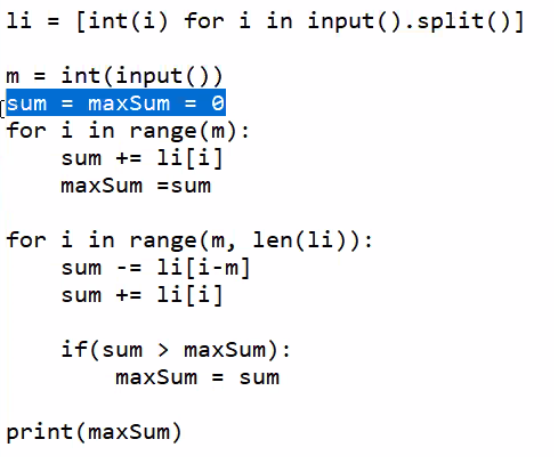 li = [int(i) for i in input().split()]
m = int(input())
sum = maxSum = 0
for i in range(m):
    sum += li[i]
    maxSum =sum
for i in range(m, len(li)):
    sum -= li[i-m]
    sum += li[i]
    if(sum > maxSum):
        maxSum = sum
print(maxSum)